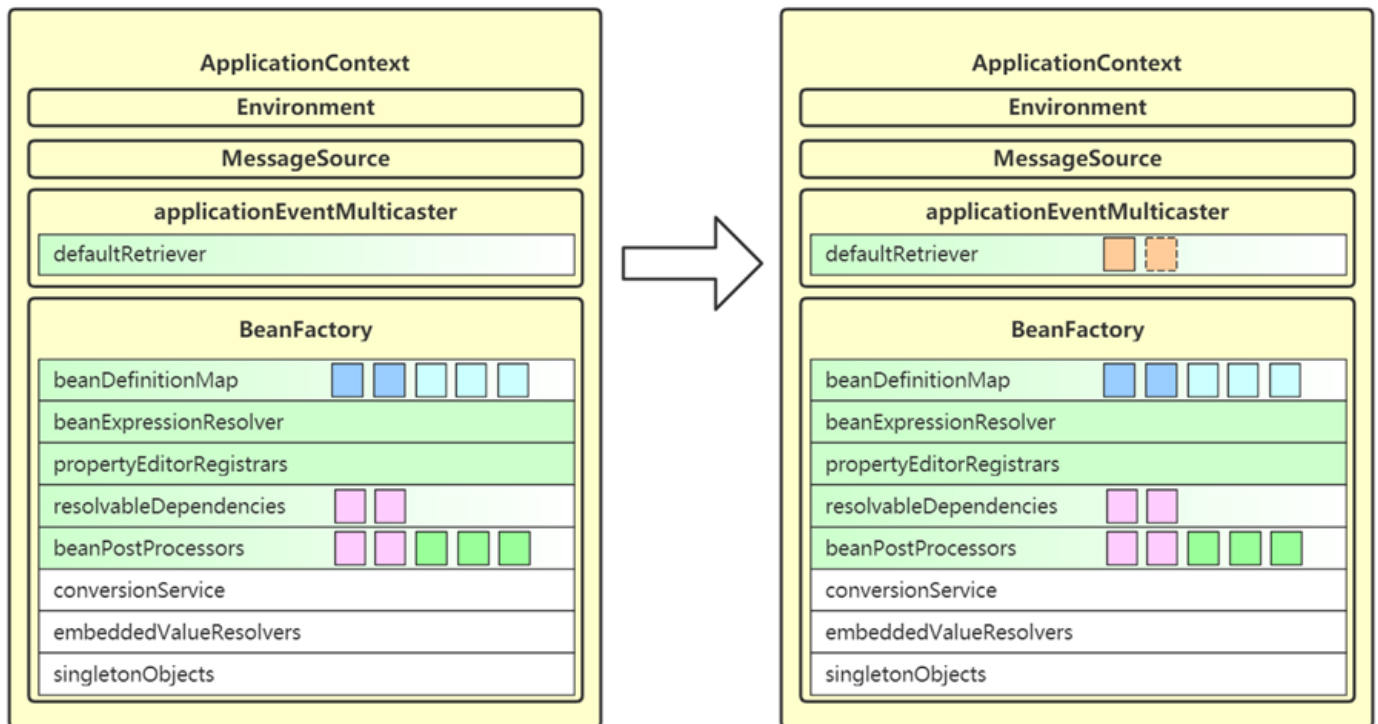 ApplicationContext
Environment
MessageSource
applicationEventMulticaster
defaultRetriever
BeanFactory
beanDefinitionMap
beanExpressionResolver
propertyEditorRegistrars
resolvableDependencies
beanPostProcessors
conversionService
embeddedValueResolvers
singletonObjects
ApplicationContext
Environment
MessageSource
applicationEventMulticaster
defaultRetriever
BeanFactory
beanDefinitionMap
beanExpressionResolver
propertyEditorRegistrars
resolvableDependencies
beanPostProcessors
conversionService
embeddedValueResolvers
singletonObjects